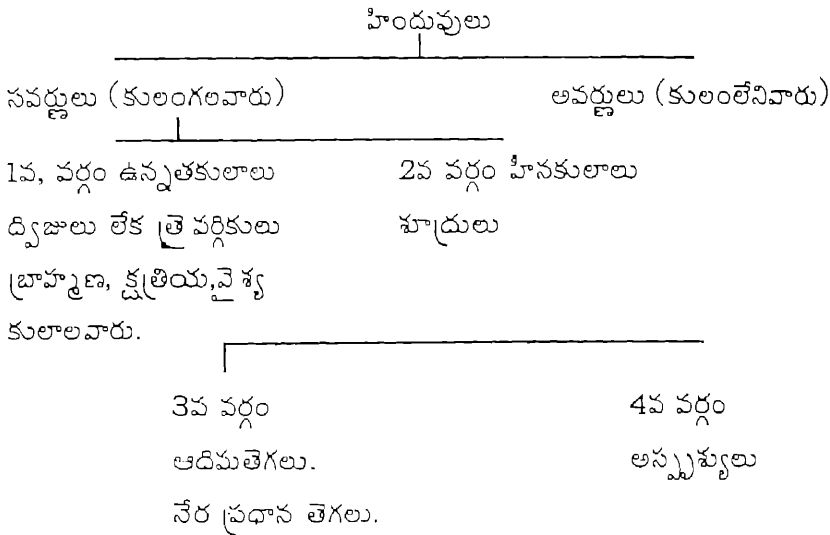 హిందువులు
సవర్ణులు (కులంగలవారు) అవర్ణులు (కులంలేనివారు)
1వ, వర్గం ఉన్నతకులాలు 2వ వర్గం హీనకులాలు
ద్విజులు లేక త్రై వర్గికులు శూద్రులు
బ్రాహ్మణ, క్షత్రియ,వైశ్య
కులాలవారు.
3వ వర్గం 4వ వర్గం
ఆదిమతెగలు. అస్పృశ్యులు
నేర ప్రధాన తెగలు.